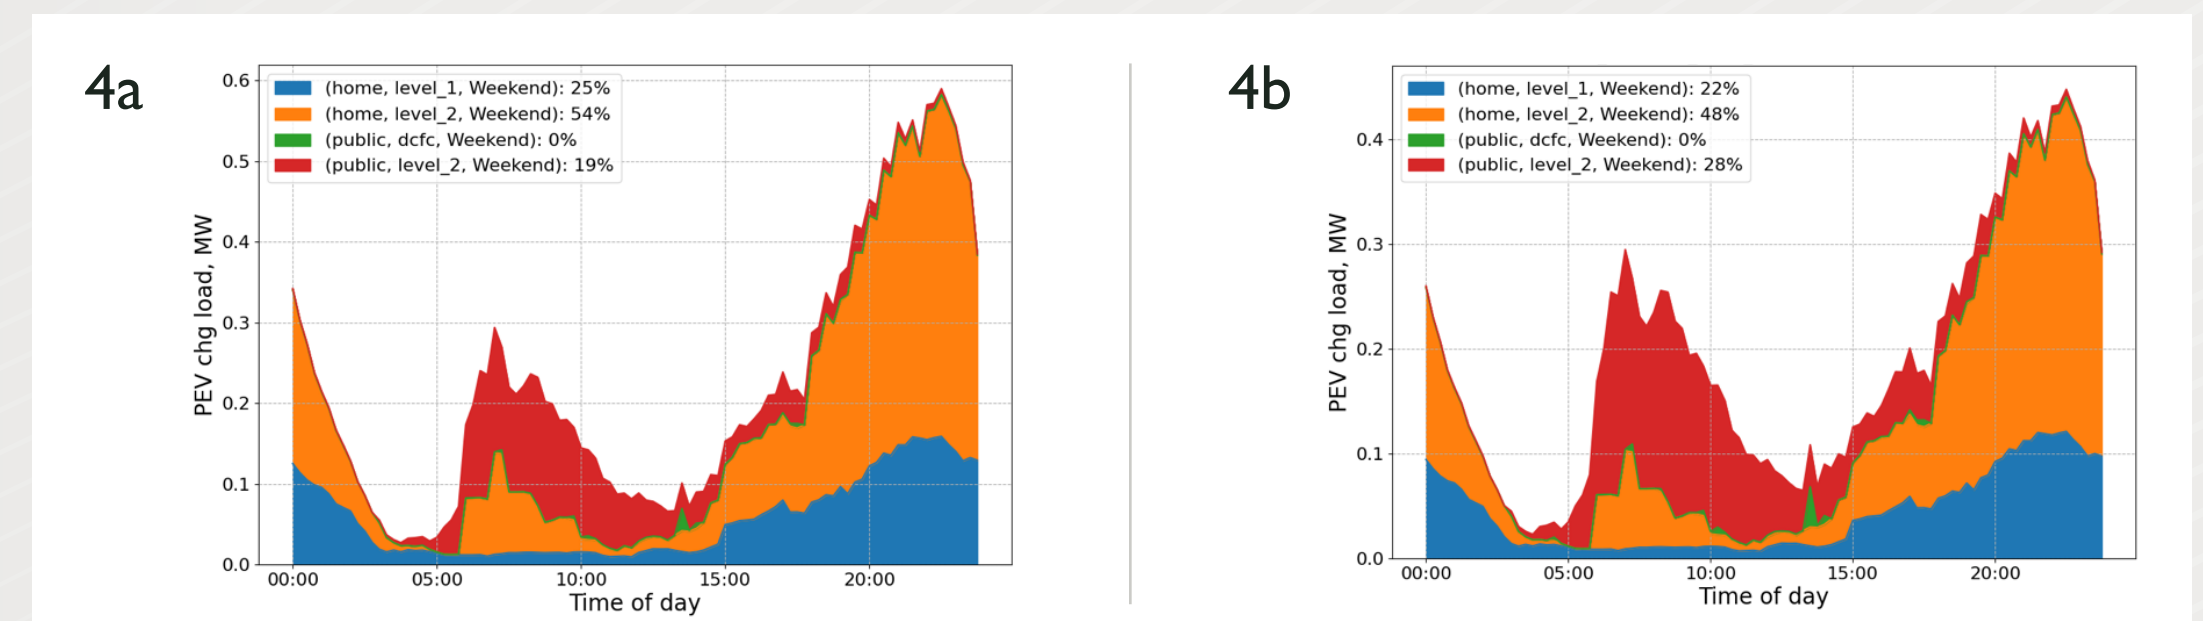 4a
(home, level_1, Weekend): 25%
(home, level_2, Weekend): 54%
(public, dcfc, Weekend): 0%
(public, level_2, Weekend): 19%
PEV chg load, MW
0.6
0.5
0.4
0.3
0.2
0.1
0.0
00:00 05:00 10:00 15:00 20:00
Time of day
4b
(home, level_1, Weekend): 22%
(home, level_2, Weekend): 48%
(public, dcfc, Weekend): 0%
(public, level_2, Weekend): 28%
PEV chg load, MW
0.4
0.3
0.2
0.1
0.0
00:00 05:00 10:00 15:00 20:00
Time of day